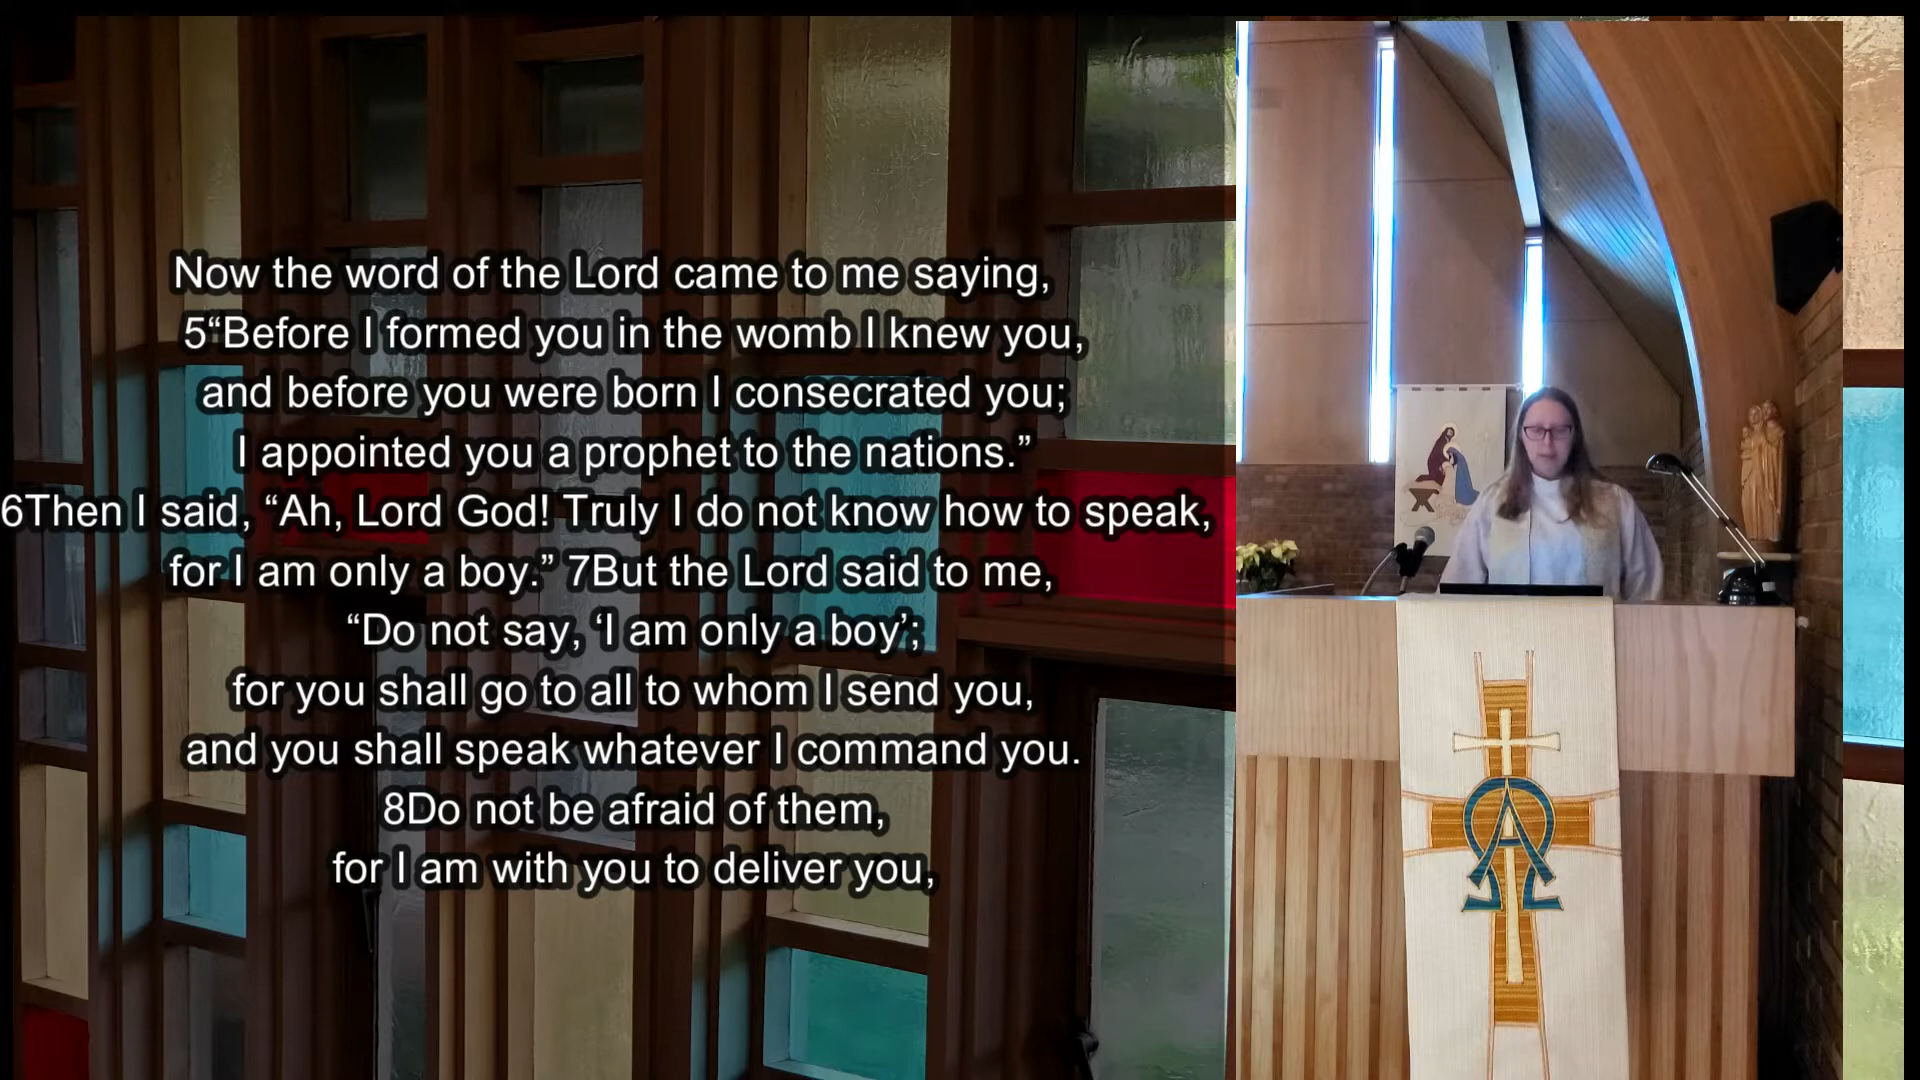 Now the word of the Lord came to me saying,
5“Before I formed you in the womb I knew you,
and before you were born I consecrated you;
I appointed you a prophet to the nations.”
6Then I said, “Ah, Lord God! Truly I do not know how to speak,
for I am only a boy.” 7But the Lord said to me,
“Do not say, ‘I am only a boy’;
for you shall go to all to whom I send you,
and you shall speak whatever I command you.
8Do not be afraid of them,
for I am with you to deliver you,